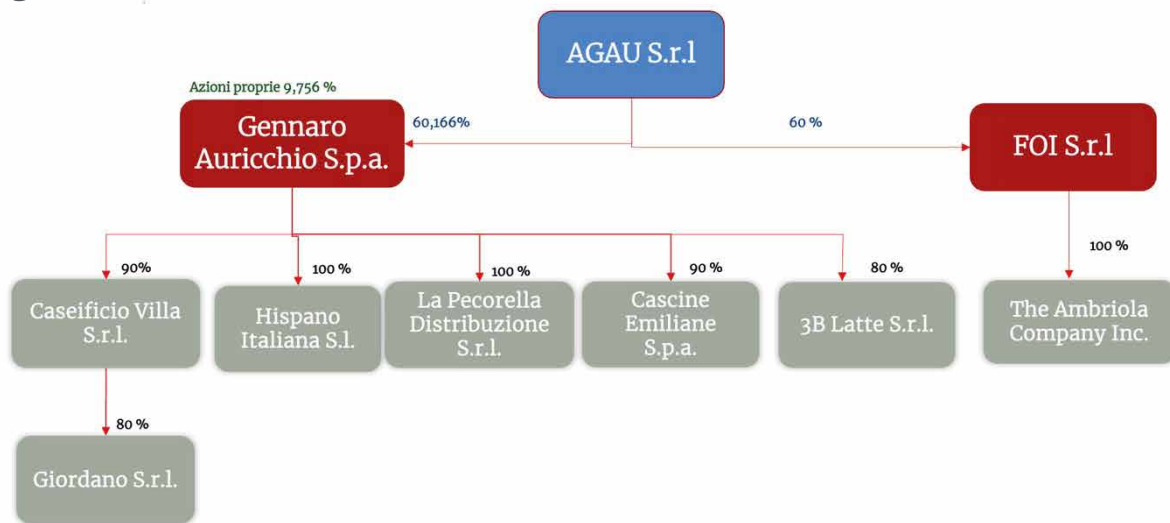 AGAU S.r.l
Azioni proprie 9,756 %
Gennaro
Auricchio S.p.a.
60,166%
60 %
FOI S.r.l
90%
100 %
100 %
90 %
80 %
100 %
Caseificio Villa
S.r.l.
Hispano
Italiana S.l.
La Pecorella
Distribuzione
S.r.l.
Cascine
Emiliane
S.p.a.
3B Latte S.r.l.
The Ambriola
Company Inc.
80 %
Giordano S.r.l.